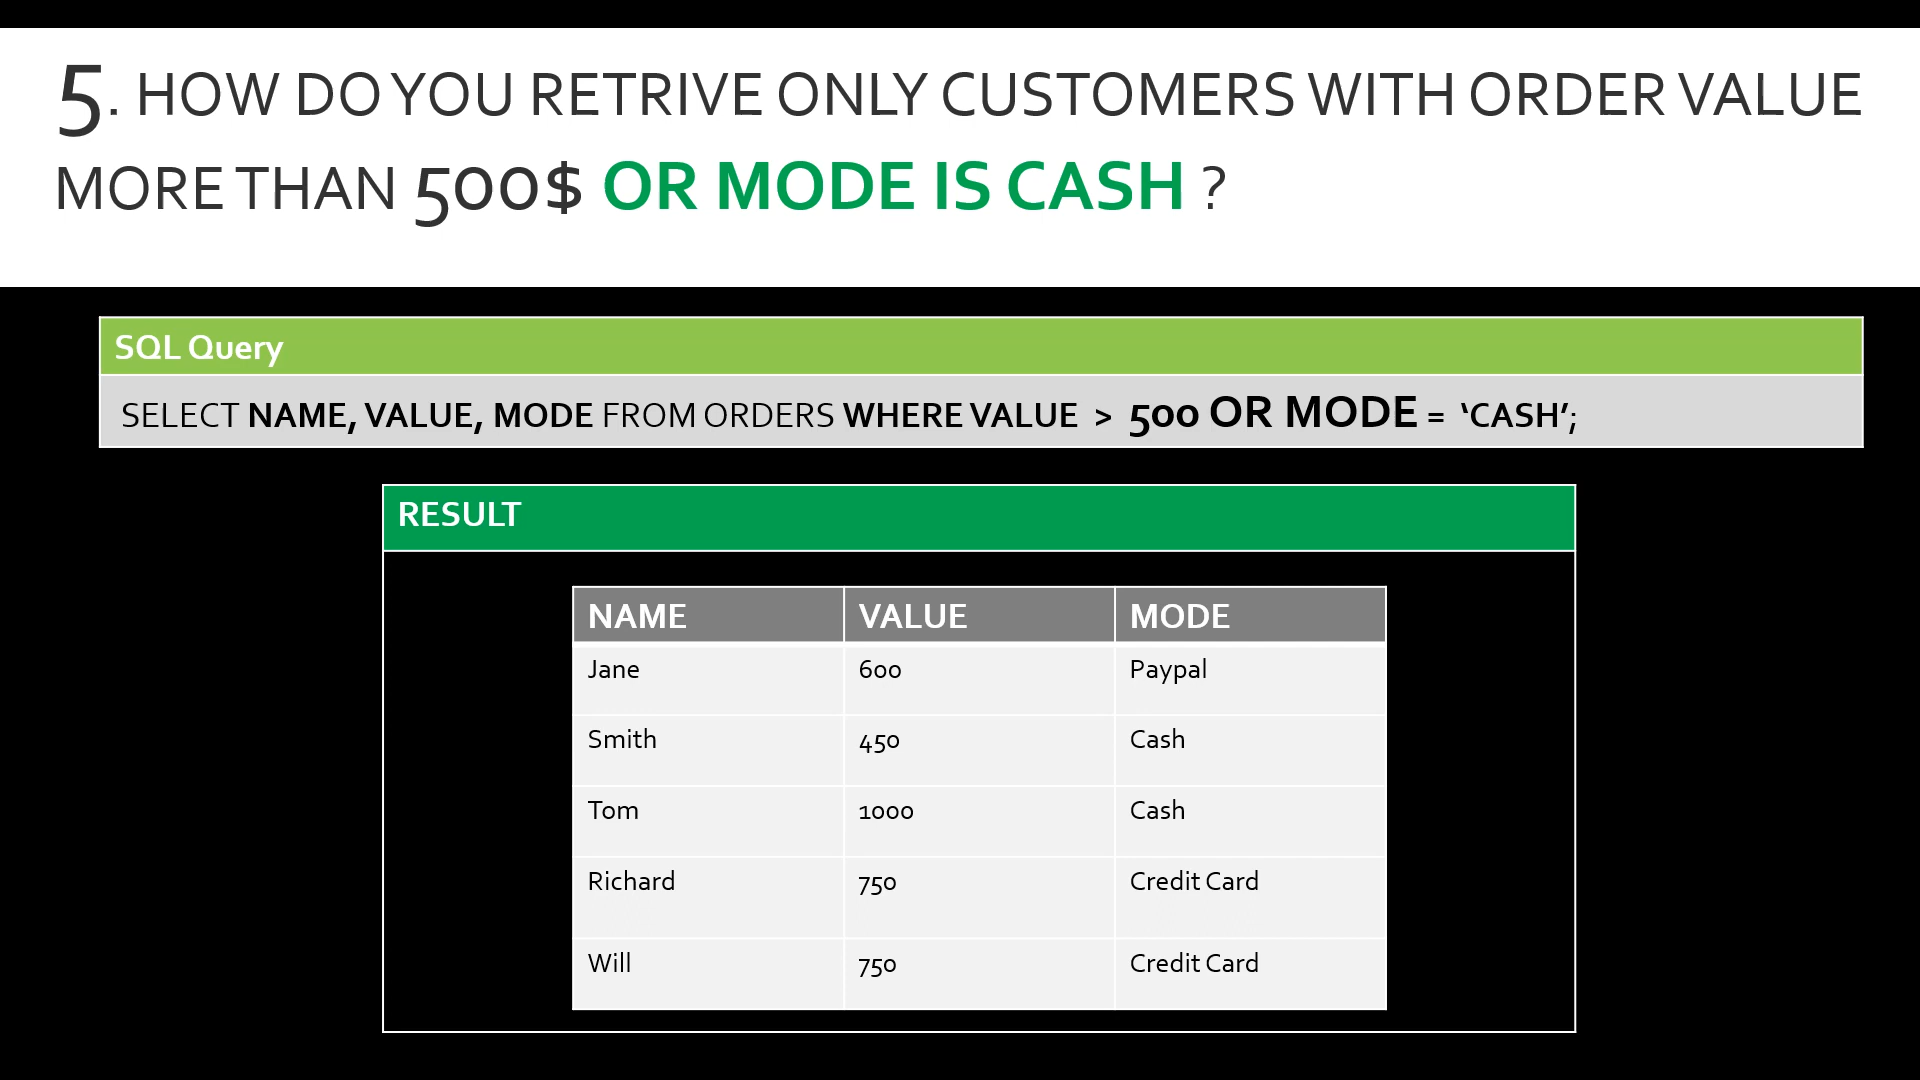 5. HOW DO YOU RETRIVE ONLY CUSTOMERS WITH ORDER VALUE
MORE THAN 500$ OR MODE IS CASH ?
SQL Query
SELECT NAME, VALUE, MODE FROM ORDERS WHERE VALUE > 500 OR MODE = ‘CASH’;
RESULT
NAME VALUE MODE
Jane 600 Paypal
Smith 450 Cash
Tom 1000 Cash
Richard 750 Credit Card
Will 750 Credit Card